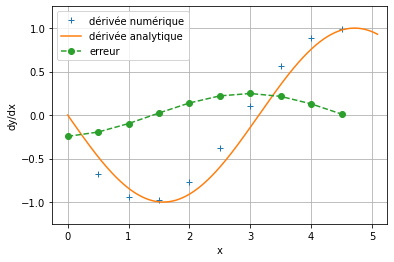 dérivée numérique
dérivée analytique
erreur
1.0
0.5
0.0
−0.5
−1.0
dy/dx
0 1 2 3 4 5
x